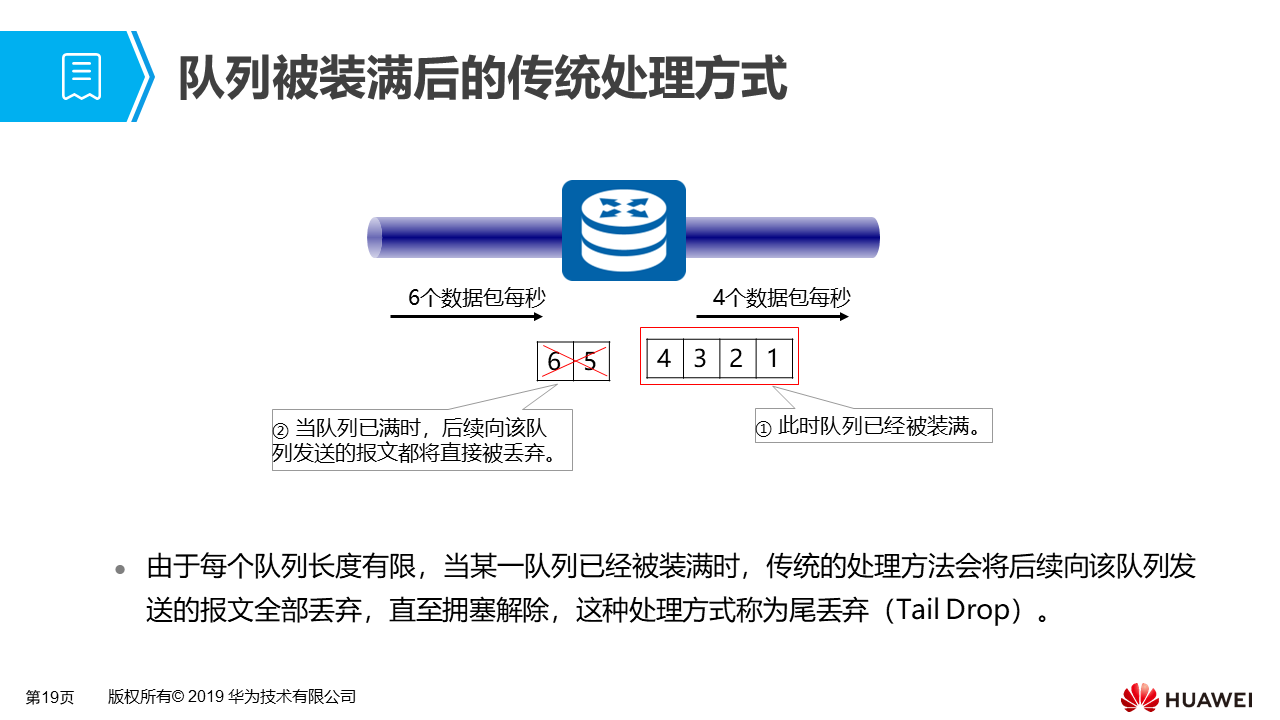 队列被装满后的传统处理方式
6个数据包每秒
4个数据包每秒
6 5
4 3 2 1
② 当队列已满时，后续向该队
列发送的报文都将直接被丢弃。
① 此时队列已经被装满。
由于每个队列长度有限，当某一队列已经被装满时，传统的处理方法会将后续向该队列发
送的报文全部丢弃，直至拥塞解除，这种处理方式称为尾丢弃（Tail Drop）。
第19页
版权所有© 2019 华为技术有限公司
HUAWEI